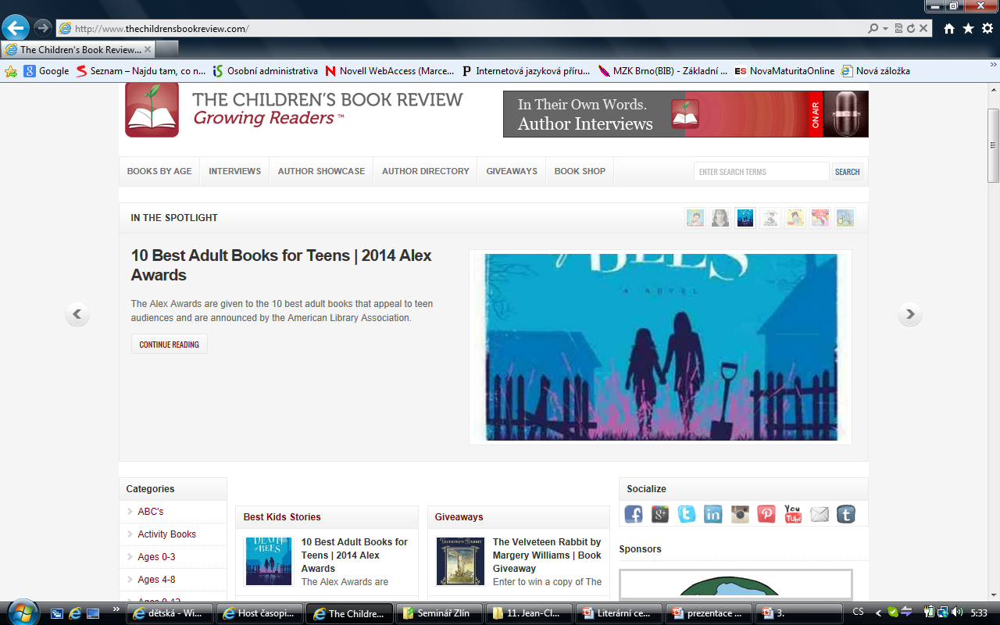 http://www.thechildrensbookreview.com/
The Children's Book Review...
Google
Seznam – Najdu tam, co n...
Osobní administrativa
Novell WebAccess (Marce...
Internetová jazyková příru...
MZK Brno(BIB) - Základní ...
NovaMaturitaOnline
Nová záložka
THE CHILDREN'S BOOK REVIEW
Growing Readers ™
In Their Own Words.
Author Interviews
ON AIR
BOOKS BY AGE
INTERVIEWS
AUTHOR SHOWCASE
AUTHOR DIRECTORY
GIVEAWAYS
BOOK SHOP
ENTER SEARCH TERMS
SEARCH
IN THE SPOTLIGHT
10 Best Adult Books for Teens | 2014 Alex
Awards
The Alex Awards are given to the 10 best adult books that appeal to teen
audiences and are announced by the American Library Association.
CONTINUE READING
of BEES
A NOVEL
Categories
ABC's
Activity Books
Ages 0-3
Ages 4-8
Ages 9-12
Best Kids Stories
DEATH
of BEES
10 Best Adult Books for
Teens | 2014 Alex
Awards
The Alex Awards are
Giveaways
VELVETEEN RABBIT
The Velveteen Rabbit by
Margery Williams | Book
Giveaway
Enter to win a copy of The
Socialize
You
Tube
Sponsors
dětská - Wi...
Host časopi...
The Childre...
Seminář Zlín
11. Jean-Cl...
Literární ce...
prezentace ...
3.
CS
5:33